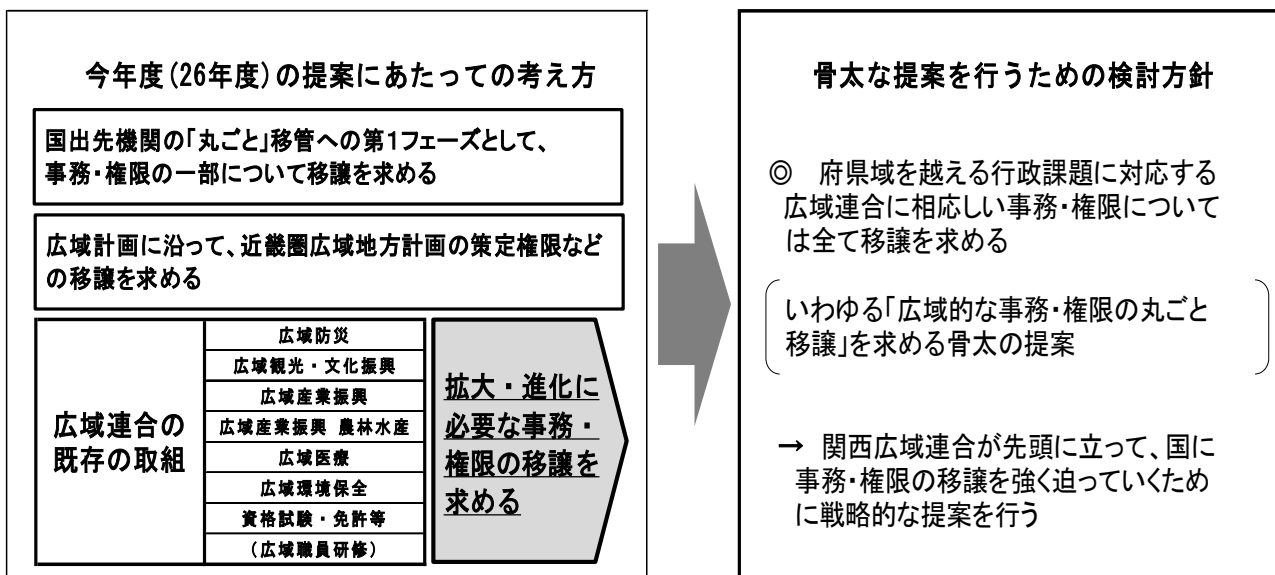 今年度(26年度)の提案にあたっての考え方
国出先機関の「丸ごと」移管への第1フェーズとして、
事務・権限の一部について移譲を求める
広域計画に沿って、近畿圏広域地方計画の策定権限など
の移譲を求める
広域連合の
既存の取組
広域防災
広域観光・文化振興
広域産業振興
広域産業振興 農林水産
広域医療
広域環境保全
資格試験・免許等
(広域職員研修)
拡大・進化に
必要な事務・
権限の移譲を
求める
骨太な提案を行うための検討方針
◎ 府県域を越える行政課題に対応する
広域連合に相応しい事務・権限について
は全て移譲を求める
いわゆる「広域的な事務・権限の丸ごと
移譲」を求める骨太の提案
→ 関西広域連合が先頭に立って、国に
事務・権限の移譲を強く迫っていくため
に戦略的な提案を行う